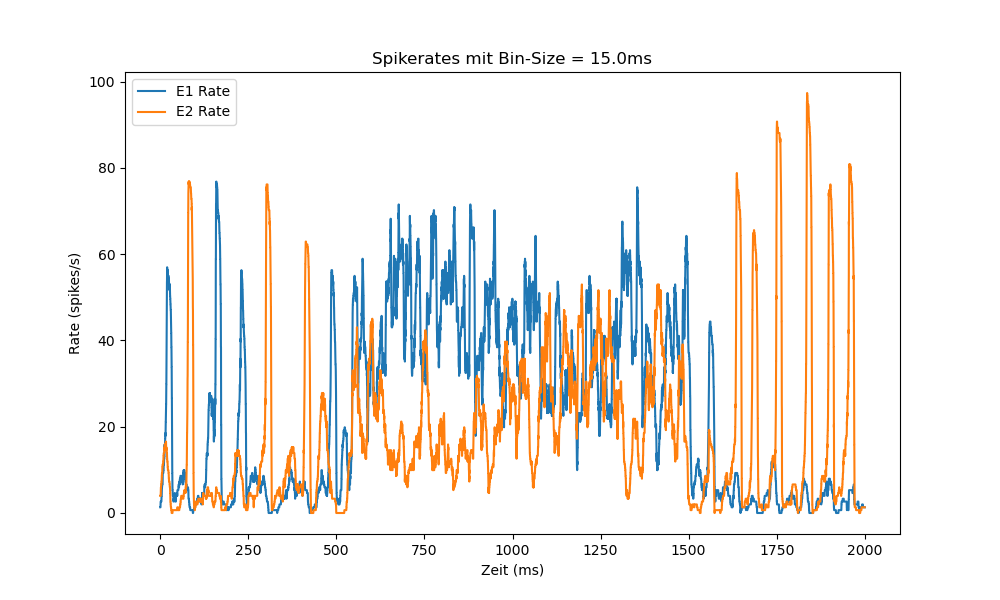 Spikerates mit Bin-Size = 15.0ms
E1 Rate
E2 Rate
100
80
60
40
20
0
Rate (spikes/s)
0 250 500 750 1000 1250 1500 1750 2000
Zeit (ms)